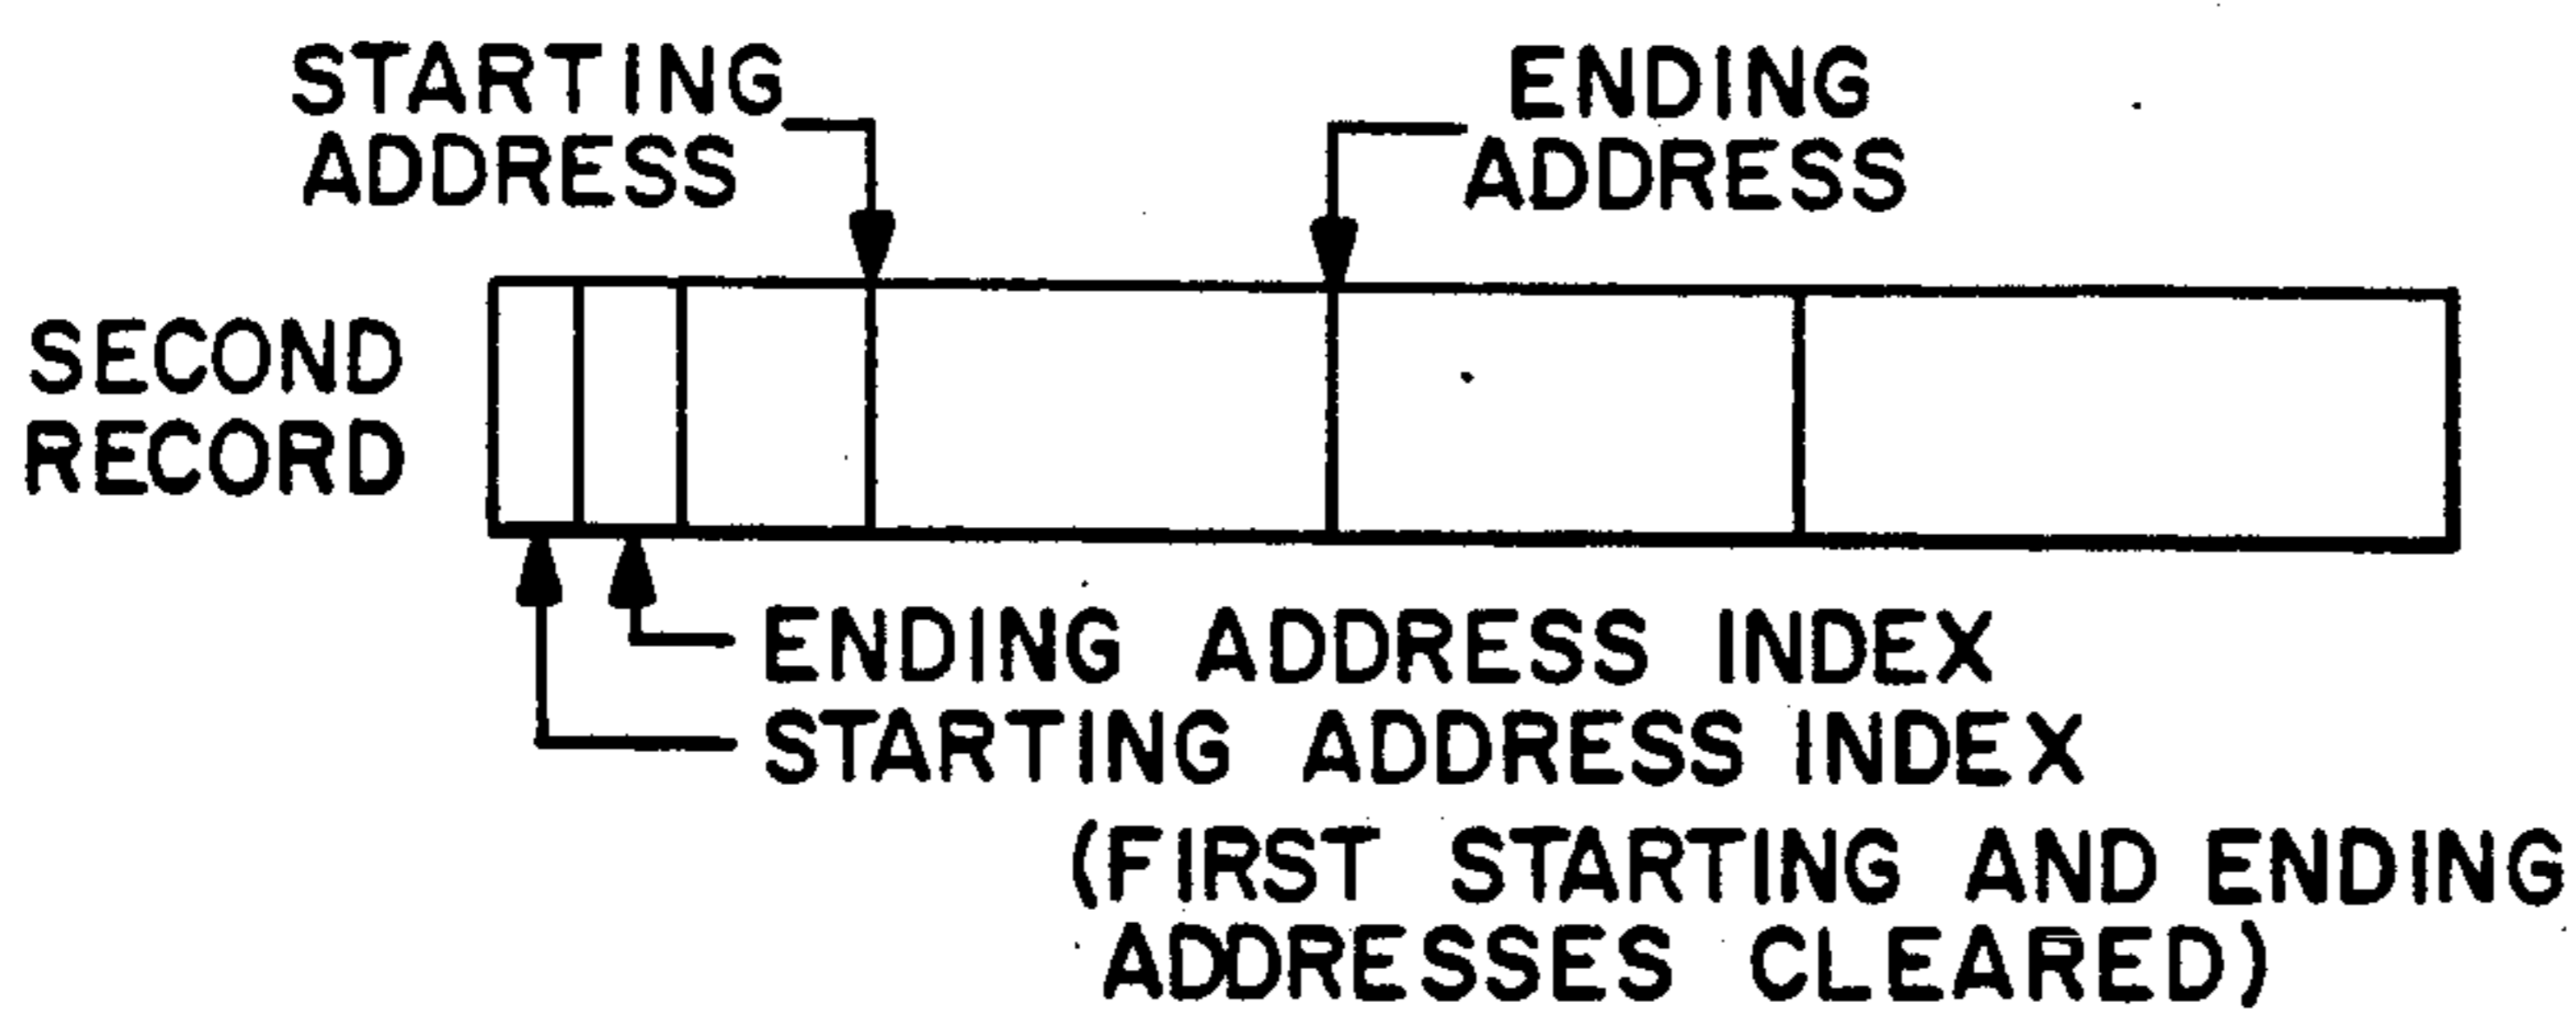 STARTING
ADDRESS
ENDING
ADDRESS
SECOND
RECORD
ENDING ADDRESS INDEX
STARTING ADDRESS INDEX
(FIRST STARTING AND ENDING
ADDRESSES CLEARED)